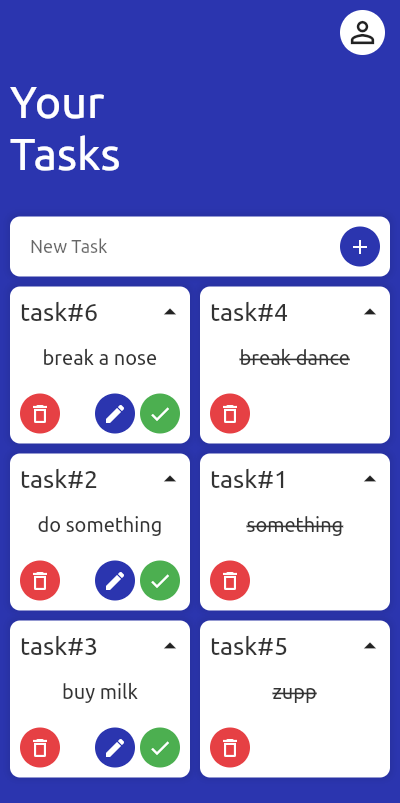 Your
Tasks
New Task
task#6
break a nose
task#4
break dance
task#2
do something
task#1
something
task#3
buy milk
task#5
zupp